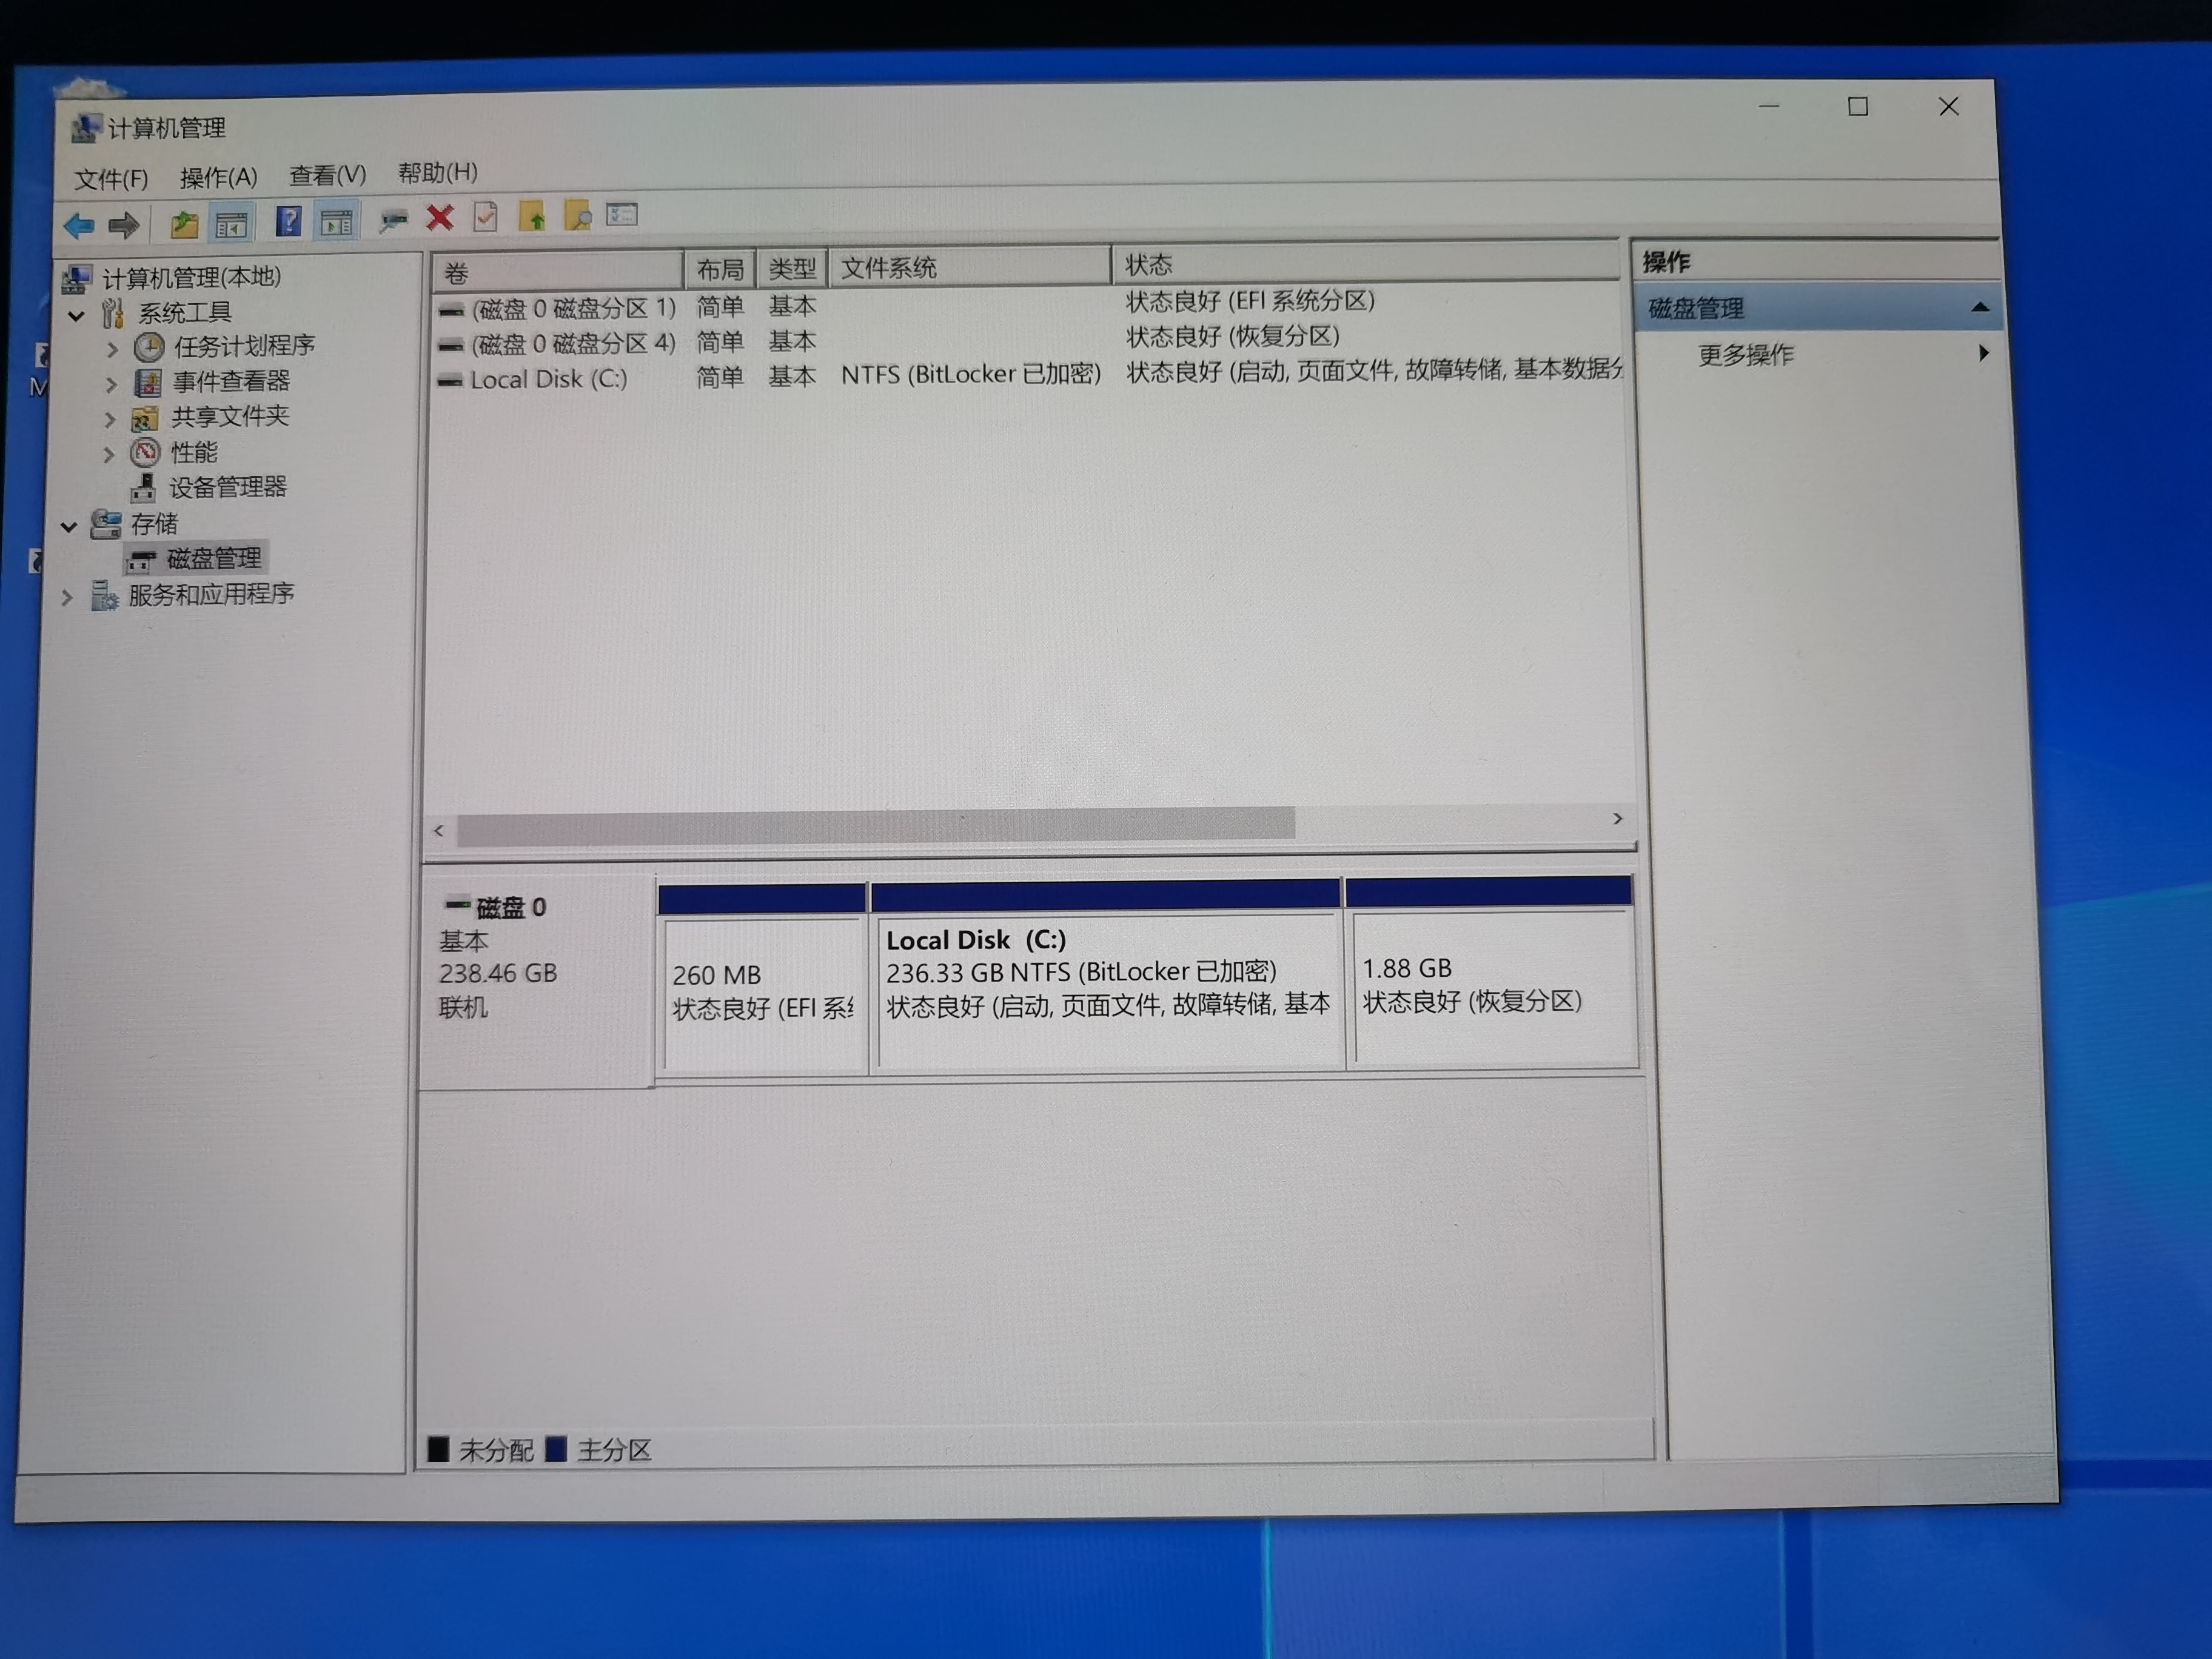 计算机管理
文件(F) 操作(A) 查看(V) 帮助(H)
计算机管理(本地)
系统工具
任务计划程序
事件查看器
共享文件夹
性能
设备管理器
存储
磁盘管理
服务和应用程序
卷 布局 类型 文件系统 状态
(磁盘 0 磁盘分区 1) 简单 基本 状态良好 (EFI 系统分区)
(磁盘 0 磁盘分区 4) 简单 基本 状态良好 (恢复分区)
Local Disk (C:) 简单 基本 NTFS (BitLocker 已加密) 状态良好 (启动, 页面文件, 故障转储, 基本数据
磁盘 0
基本
238.46 GB
联机
260 MB
状态良好 (EFI 系
Local Disk (C:)
236.33 GB NTFS (BitLocker 已加密)
状态良好 (启动, 页面文件, 故障转储, 基本
1.88 GB
状态良好 (恢复分区)
未分配 主分区
操作
磁盘管理
更多操作